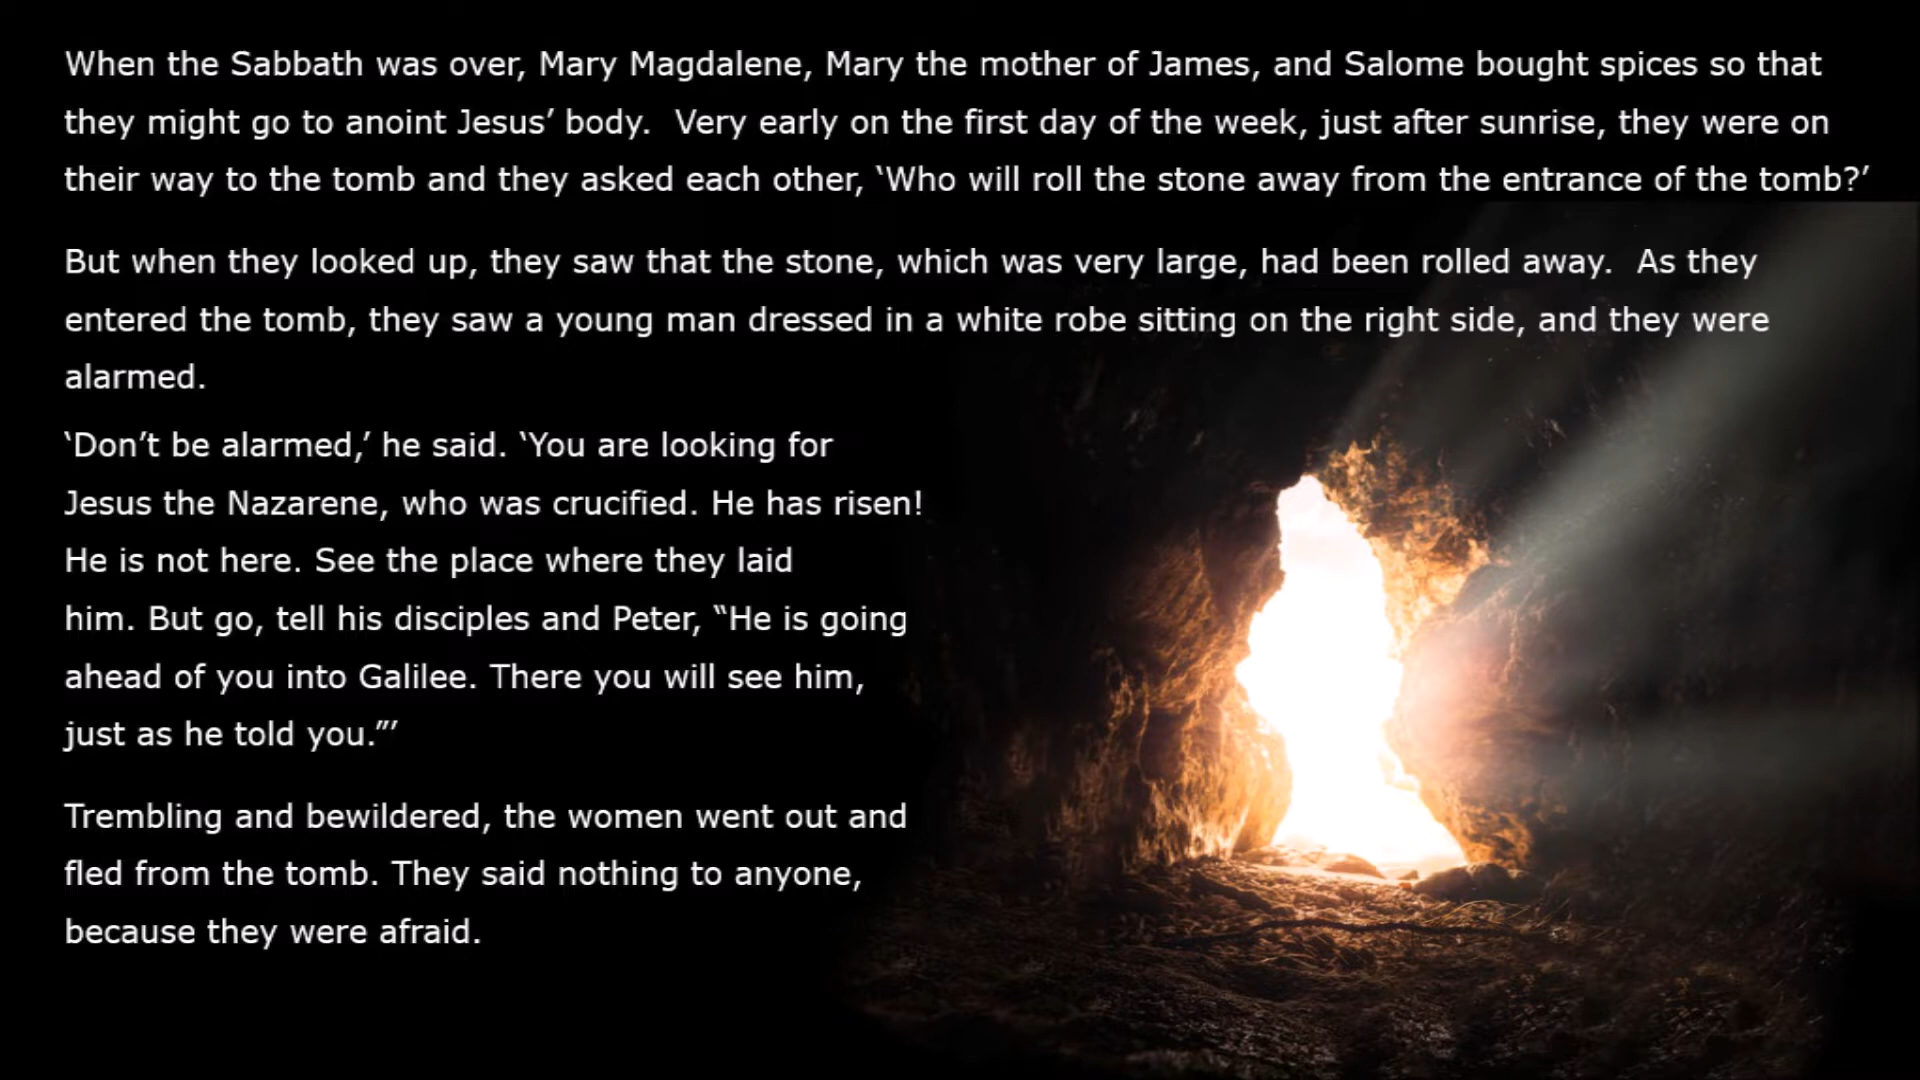 When the Sabbath was over, Mary Magdalene, Mary the mother of James, and Salome bought spices so that
they might go to anoint Jesus’ body.  Very early on the first day of the week, just after sunrise, they were on
their way to the tomb and they asked each other, ‘Who will roll the stone away from the entrance of the tomb?’
But when they looked up, they saw that the stone, which was very large, had been rolled away.  As they
entered the tomb, they saw a young man dressed in a white robe sitting on the right side, and they were
alarmed.
‘Don’t be alarmed,’ he said. ‘You are looking for
Jesus the Nazarene, who was crucified. He has risen!
He is not here. See the place where they laid
him. But go, tell his disciples and Peter, “He is going
ahead of you into Galilee. There you will see him,
just as he told you.”’
Trembling and bewildered, the women went out and
fled from the tomb. They said nothing to anyone,
because they were afraid.